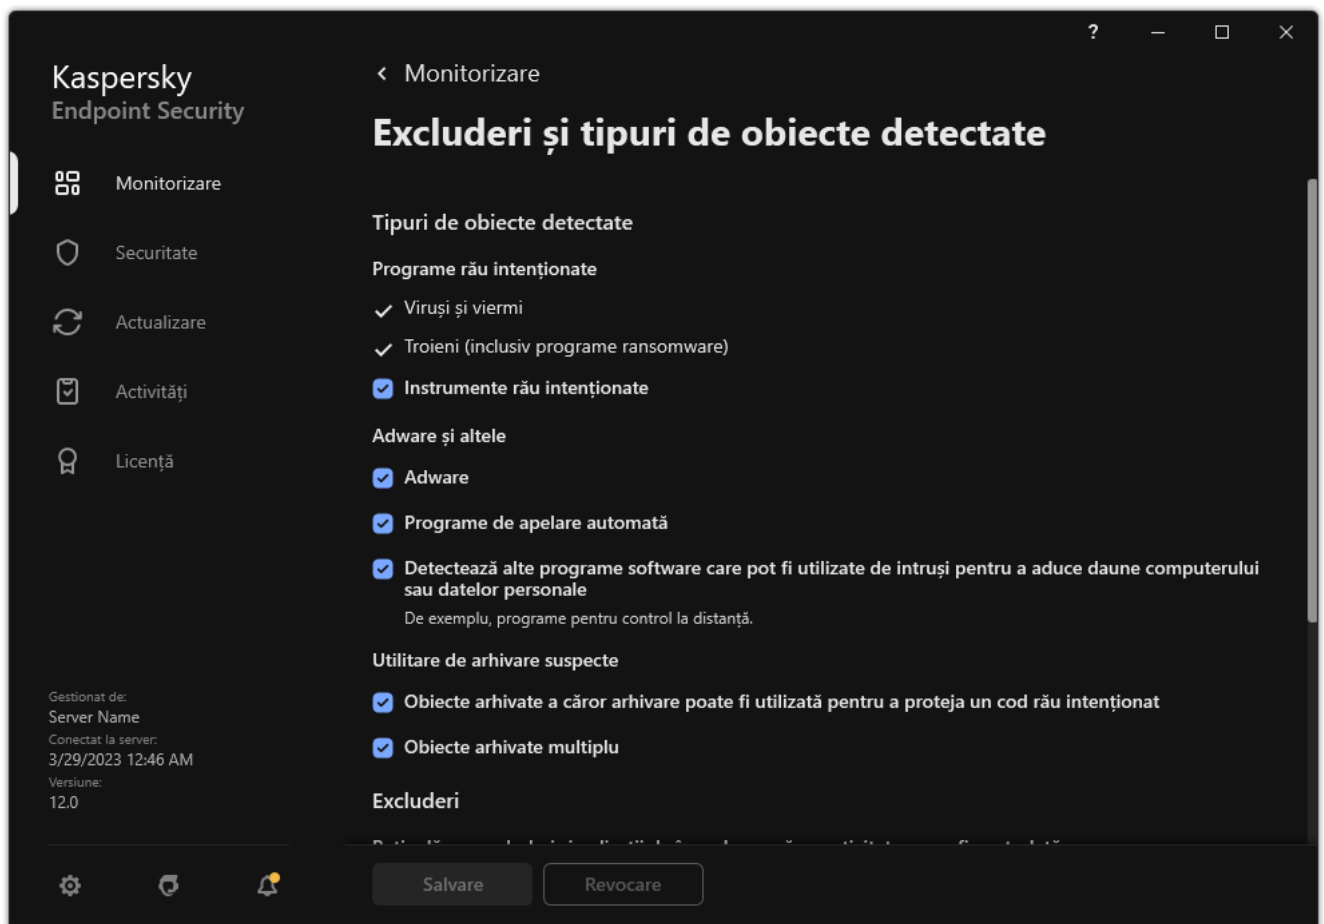 ?
Kaspersky
Endpoint Security
Monitorizare
Securitate
Actualizare
Activități
Licență
Gestionat de:
Server Name
Conectat la server:
3/29/2023 12:46 AM
Versiune:
12.0
Monitorizare
Excluderi și tipuri de obiecte detectate
Tipuri de obiecte detectate
Programe rău intenționate
Viruși și viermi
Troieni (inclusiv programe ransomware)
Instrumente rău intenționate
Adware și altele
Adware
Programe de apelare automată
Detectează alte programe software care pot fi utilizate de intruși pentru a aduce daune computerului
sau datelor personale
De exemplu, programe pentru control la distanță.
Utilitare de arhivare suspecte
Obiecte arhivate a căror arhivare poate fi utilizată pentru a proteja un cod rău intenționat
Obiecte arhivate multiplu
Excluderi
Salvare
Revocare